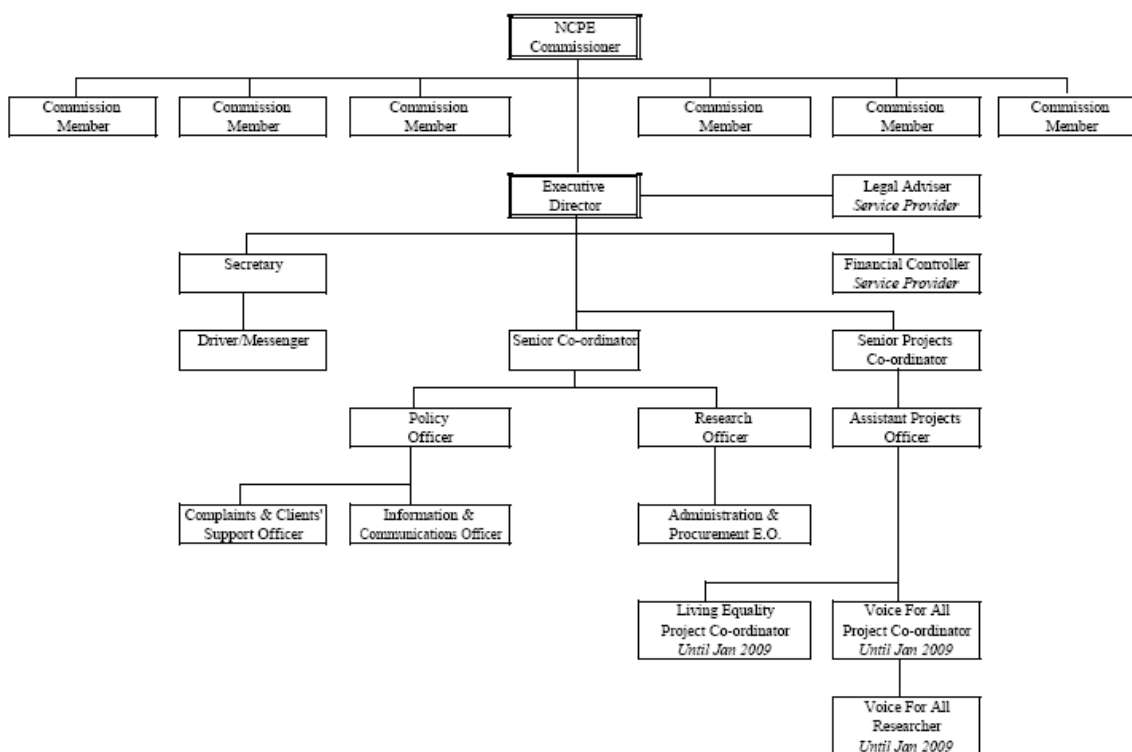 NCPE
Commissioner
Commission
Member
Commission
Member
Commission
Member
Commission
Member
Commission
Member
Commission
Member
Executive
Director
Legal Adviser
Service Provider
Secretary
Financial Controller
Service Provider
Driver/Messenger
Senior Co-ordinator
Senior Projects
Co-ordinator
Policy
Officer
Research
Officer
Assistant Projects
Officer
Complaints & Clients'
Support Officer
Information &
Communications Officer
Administration &
Procurement E.O.
Living Equality
Project Co-ordinator
Until Jan 2009
Voice For All
Project Co-ordinator
Until Jan 2009
Voice For All
Researcher
Until Jan 2009